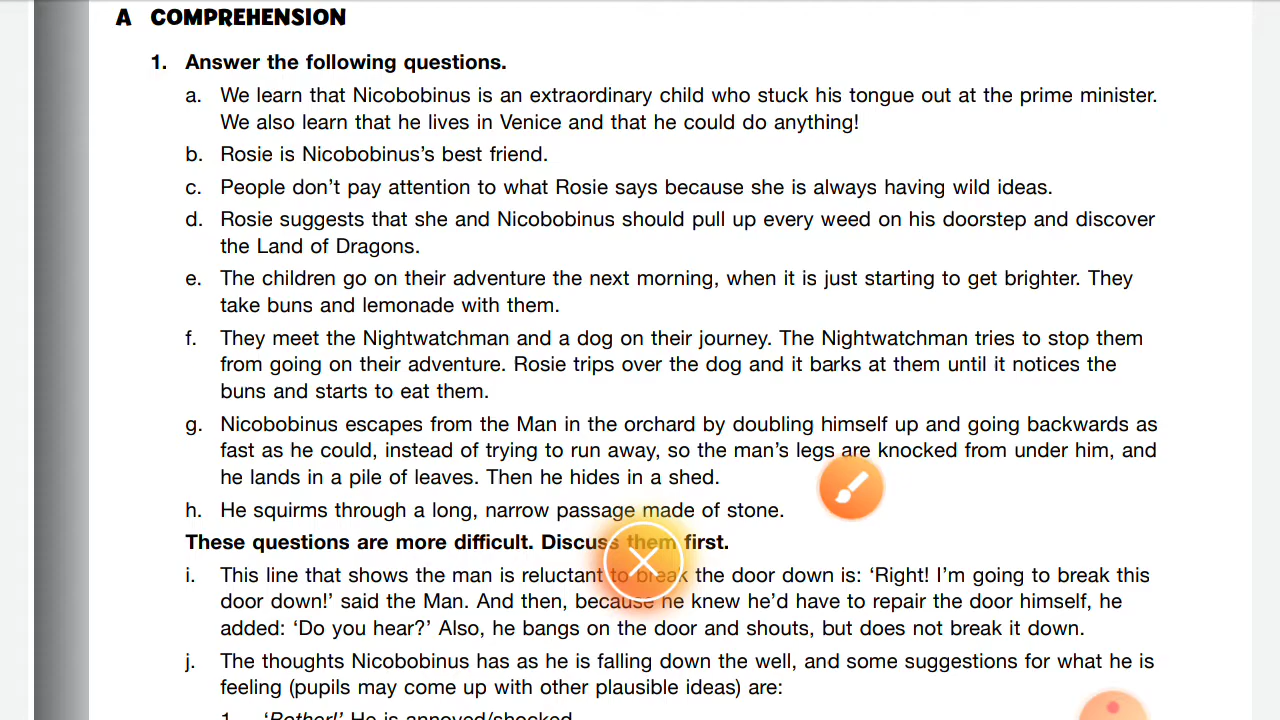 A COMPREHENSION
1. Answer the following questions.
a. We learn that Nicobobinus is an extraordinary child who stuck his tongue out at the prime minister.
We also learn that he lives in Venice and that he could do anything!
b. Rosie is Nicobobinus’s best friend.
c. People don’t pay attention to what Rosie says because she is always having wild ideas.
d. Rosie suggests that she and Nicobobinus should pull up every weed on his doorstep and discover
the Land of Dragons.
e. The children go on their adventure the next morning, when it is just starting to get brighter. They
take buns and lemonade with them.
f. They meet the Nightwatchman and a dog on their journey. The Nightwatchman tries to stop them
from going on their adventure. Rosie trips over the dog and it barks at them until it notices the
buns and starts to eat them.
g. Nicobobinus escapes from the Man in the orchard by doubling himself up and going backwards as
fast as he could, instead of trying to run away, so the man’s legs are knocked from under him, and
he lands in a pile of leaves. Then he hides in a shed.
h. He squirms through a long, narrow passage made of stone.
These questions are more difficult. Discuss them first.
i. This line that shows the man is reluctant to break the door down is: ‘Right! I’m going to break this
door down!’ said the Man. And then, because he knew he’d have to repair the door himself, he
added: ‘Do you hear?’ Also, he bangs on the door and shouts, but does not break it down.
j. The thoughts Nicobobinus has as he is falling down the well, and some suggestions for what he is
feeling (pupils may come up with other plausible ideas) are:
1. ‘Bother!’ He is annoyed/shocked